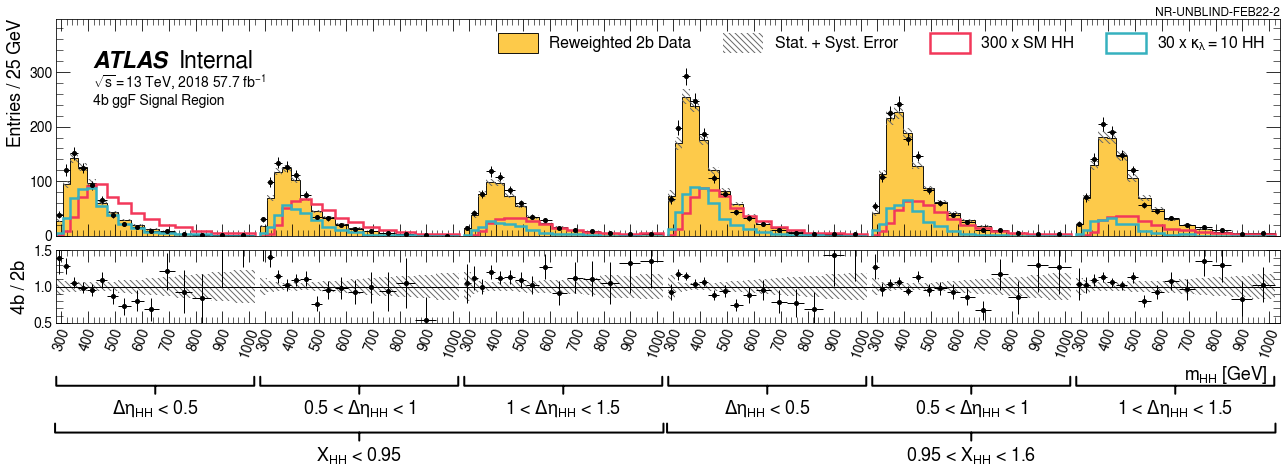 NR-UNBLIND-FEB22-2
Entries / 25 GeV
ATLAS Internal
√s = 13 TeV, 2018 57.7 fb⁻¹
4b ggF Signal Region
Reweighted 2b Data
Stat. + Syst. Error
300 x SM HH
30 x κλ = 10 HH
300
200
100
0
4b / 2b
1.5
1.0
0.5
300 400 500 600 700 800 900 1000 300 400 500 600 700 800 900 1000 300 400 500 600 700 800 900 1000 300 400 500 600 700 800 900 1000 300 400 500 600 700 800 900 1000 300 400 500 600 700 800 900 1000
mHH [GeV]
ΔηHH < 0.5 0.5 < ΔηHH < 1 1 < ΔηHH < 1.5 ΔηHH < 0.5 0.5 < ΔηHH < 1 1 < ΔηHH < 1.5
XHH < 0.95 0.95 < XHH < 1.6